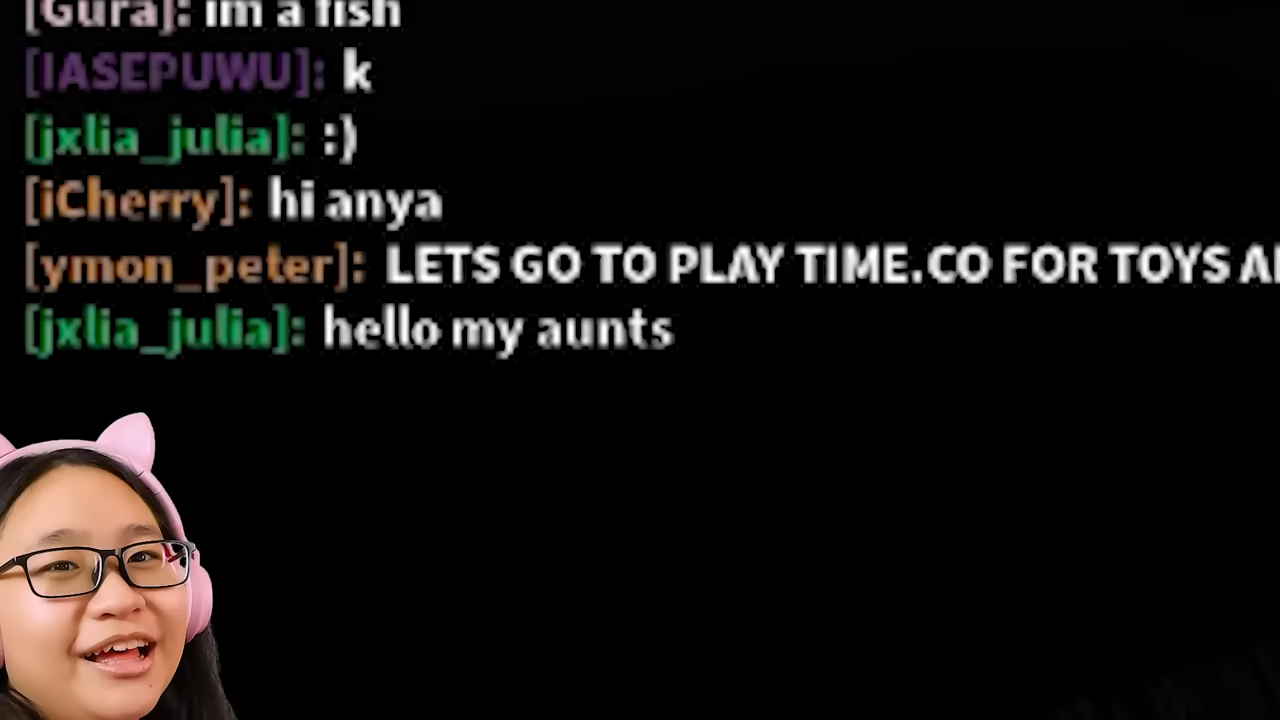 [Gura]: im a fish
[IASEPUWU]: k
[jxlia_julia]: :)
[iCherry]: hi anya
[ymon_peter]: LETS GO TO PLAY TIME.CO FOR TOYS
[jxlia_julia]: hello my aunts